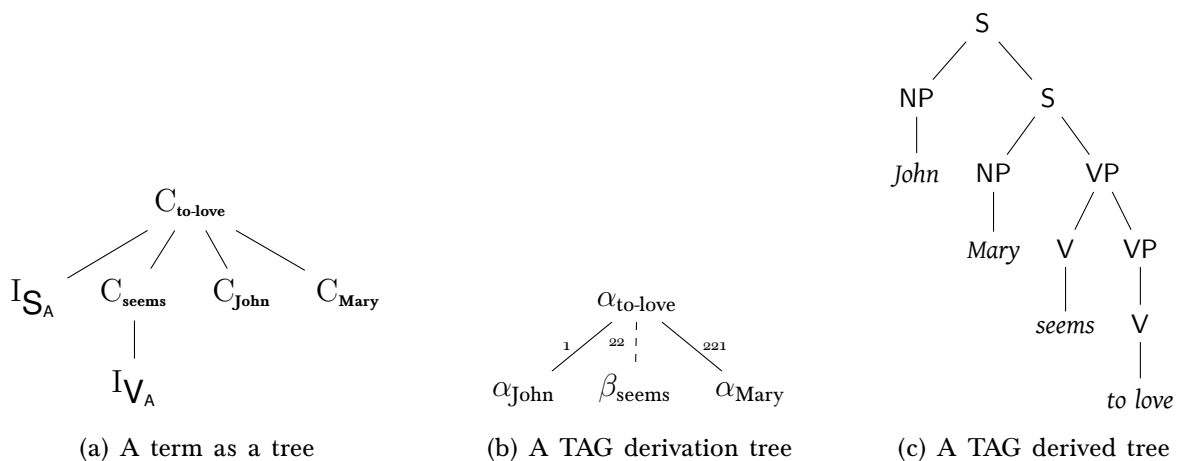 S
NP S
John NP VP
C_to-love
Mary V VP
I_S_A C_seems C_John C_Mary
α_to-love
seems V
1 22 221
I_V_A
α_John β_seems α_Mary
to love
(a) A term as a tree
(b) A TAG derivation tree
(c) A TAG derived tree